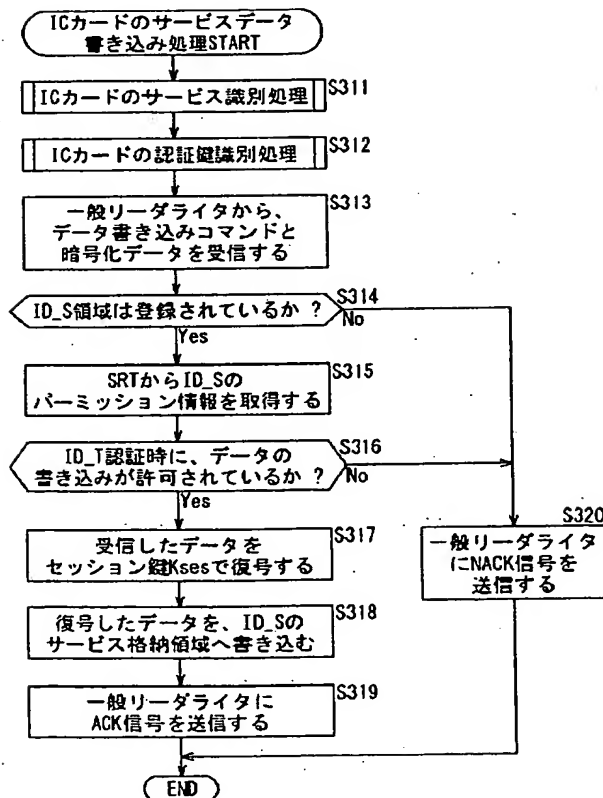 ICカードのサービスデータ
書き込み処理START
ICカードのサービス識別処理
S311
ICカードの認証鍵識別処理
S312
S313
一般リーダライタから、
データ書き込みコマンドと
暗号化データを受信する
S314
ID_S領域は登録されているか ?
No
Yes
S315
SRTからID_Sの
パーミッション情報を取得する
S316
ID_T認証時に、データの
書き込みが許可されているか ?
No
Yes
S317
受信したデータを
セッション鍵Ksesで復号する
S320
一般リーダライタ
にNACK信号を
送信する
S318
復号したデータを、ID_Sの
サービス格納領域へ書き込む
S319
一般リーダライタに
ACK信号を送信する
END